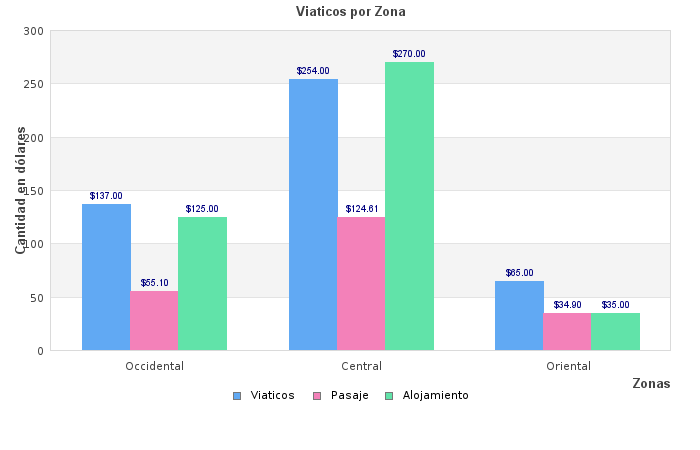 Viaticos por Zona
Cantidad en dólares
300
250
200
150
100
50
0
$137.00
$55.10
$125.00
$254.00
$124.61
$270.00
$65.00
$34.90
$35.00
Occidental
Central
Oriental
Zonas
Viaticos
Pasaje
Alojamiento